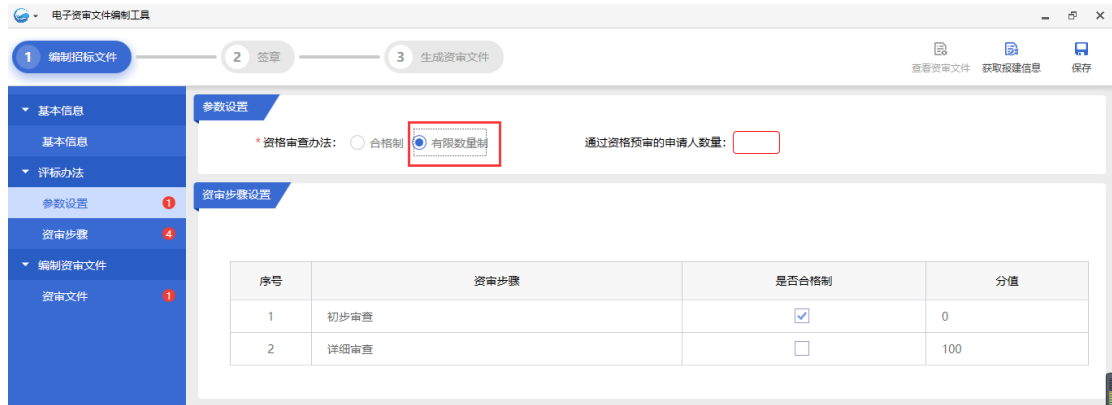 电子资审文件编制工具
1 编制招标文件 2 签章 3 生成资审文件
查看资审文件 获取报建信息 保存
基本信息
基本信息
评标办法
参数设置 1
资审步骤 4
编制资审文件
资审文件 1
参数设置
*资格审查办法： 合格制 有限数量制 通过资格预审的申请人数量：
资审步骤设置
序号 资审步骤 是否合格制 分值
1 初步审查 0
2 详细审查 100